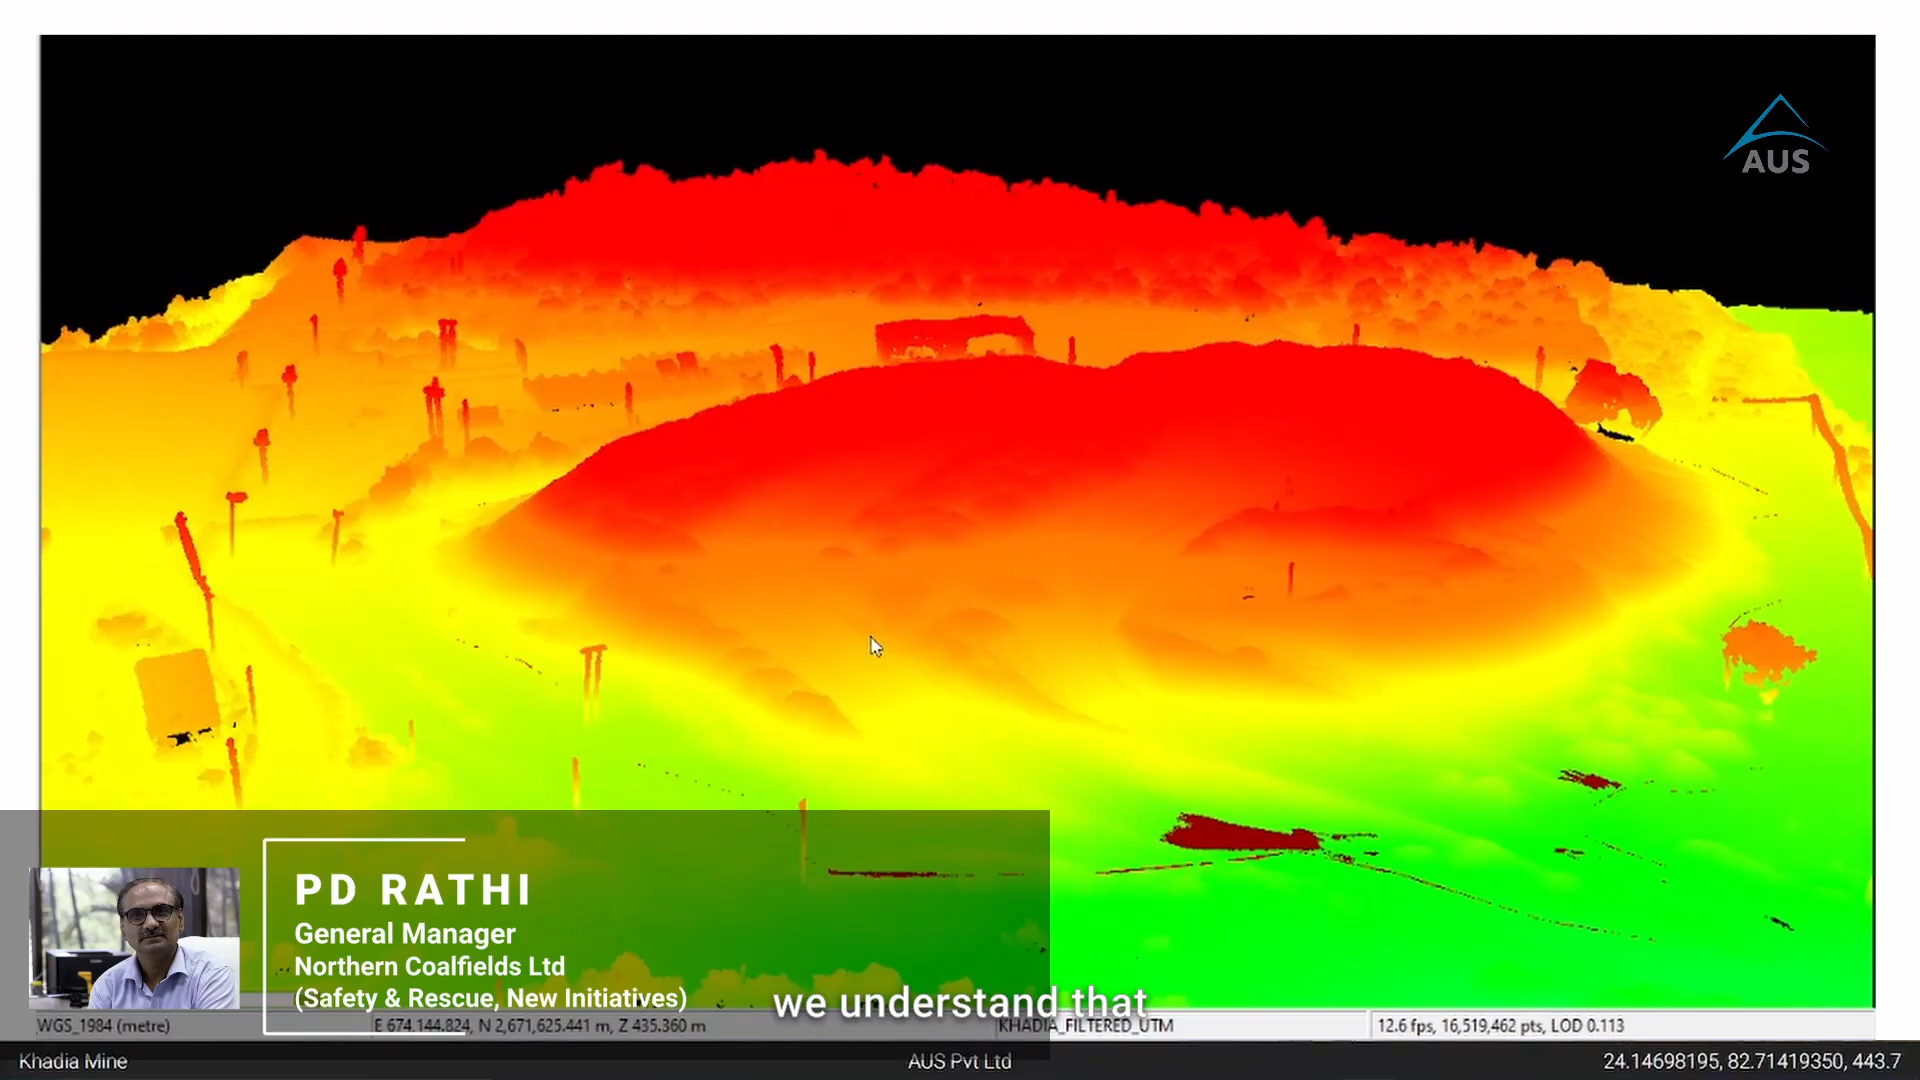 AUS
PD RATHI
General Manager
Northern Coalfields Ltd
(Safety & Rescue, New Initiatives)
we understand that
WGS_1984 (metre)
E 674,144.824, N 2,671,625.441 m, Z 435.360 m
KHADIA_FILTERED_UTM
12.6 fps, 16,519,462 pts, LOD 0.113
Khadia Mine
AUS Pvt Ltd
24.14698195, 82.71419350, 443.7